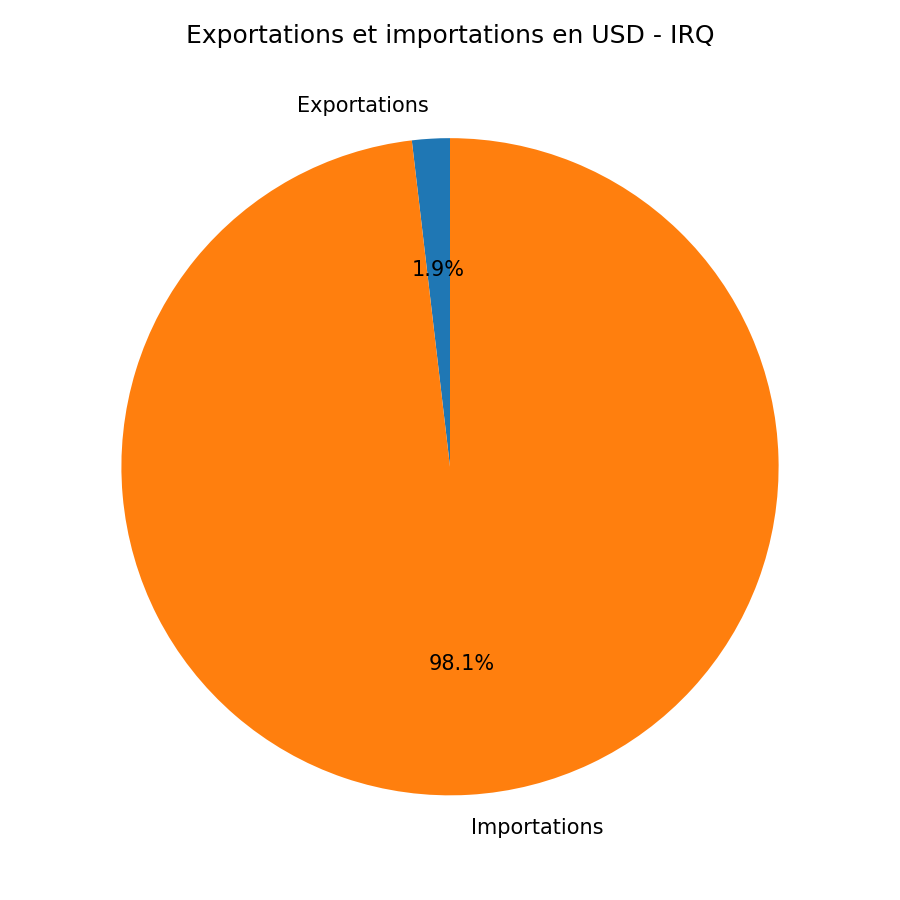 Exportations et importations en USD - IRQ
Exportations
1.9%
98.1%
Importations